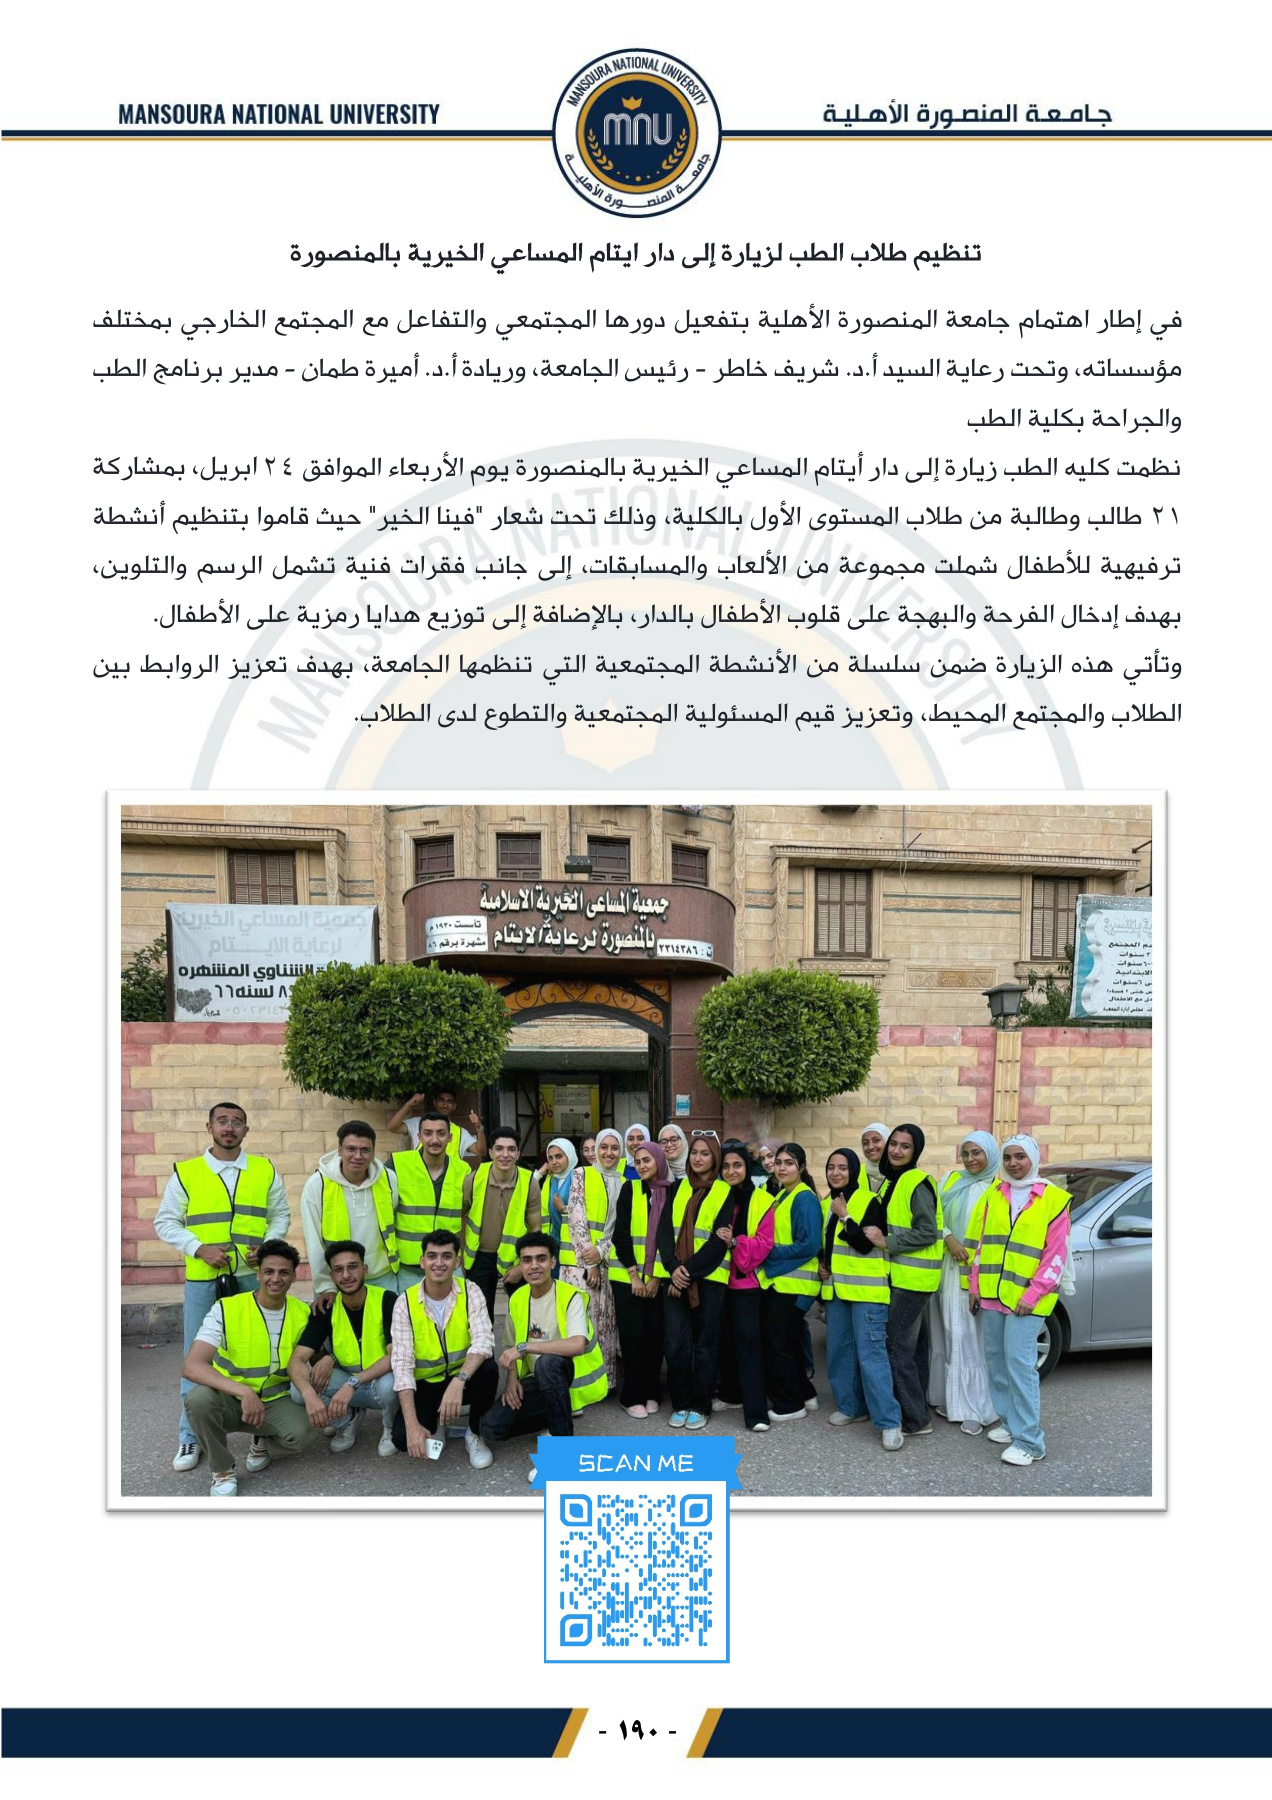 MANSOURA NATIONAL UNIVERSITY
جامعة المنصورة الأهلية
MANSOURA NATIONAL UNIVERSITY
mnu
جامعة المنصورة الأهلية
تنظيم طلاب الطب لزيارة إلى دار ايتام المساعي الخيرية بالمنصورة
في إطار اهتمام جامعة المنصورة الأهلية بتفعيل دورها المجتمعي والتفاعل مع المجتمع الخارجي بمختلف
مؤسساته، وتحت رعاية السيد أ.د. شريف خاطر - رئيس الجامعة، وريادة أ.د. أميرة طمان - مدير برنامج الطب
والجراحة بكلية الطب
نظمت كليه الطب زيارة إلى دار أيتام المساعي الخيرية بالمنصورة يوم الأربعاء الموافق ٢٤ ابريل، بمشاركة
٢١ طالب وطالبة من طلاب المستوى الأول بالكلية، وذلك تحت شعار "فينا الخير" حيث قاموا بتنظيم أنشطة
ترفيهية للأطفال شملت مجموعة من الألعاب والمسابقات، إلى جانب فقرات فنية تشمل الرسم والتلوين،
بهدف إدخال الفرحة والبهجة على قلوب الأطفال بالدار، بالإضافة إلى توزيع هدايا رمزية على الأطفال.
وتأتي هذه الزيارة ضمن سلسلة من الأنشطة المجتمعية التي تنظمها الجامعة، بهدف تعزيز الروابط بين
الطلاب والمجتمع المحيط، وتعزيز قيم المسئولية المجتمعية والتطوع لدى الطلاب.
MANSOURA NATIONAL UNIVERSITY
جمعية المساعى الخيرية الاسلامية
بالمنصورة لرعاية الايتام
تأسست ١٩٣٠ م
مشهرة برقم ٨٦
ت : ٢٣١٤٣٨٦
جمعية المساعي الخيرية
لرعاية الايتام
الشناوي المشهره
لسنه٦٦
SCAN ME
- ١٩٠ -